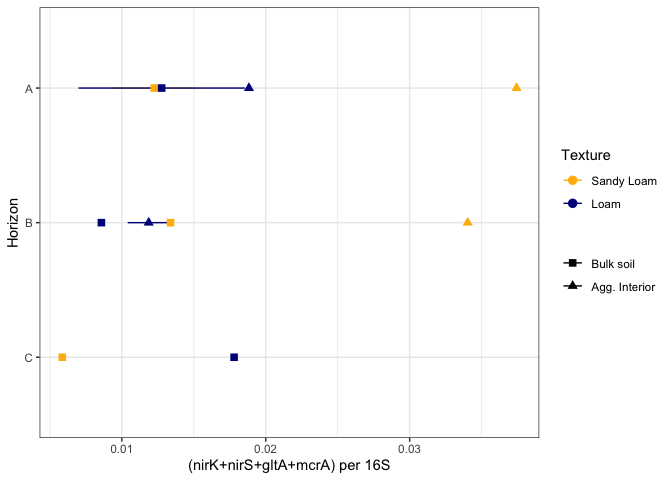 A
B
C
Horizon
0.01 0.02 0.03
(nirK+nirS+gltA+mcrA) per 16S
Texture
Sandy Loam
Loam
Bulk soil
Agg. Interior